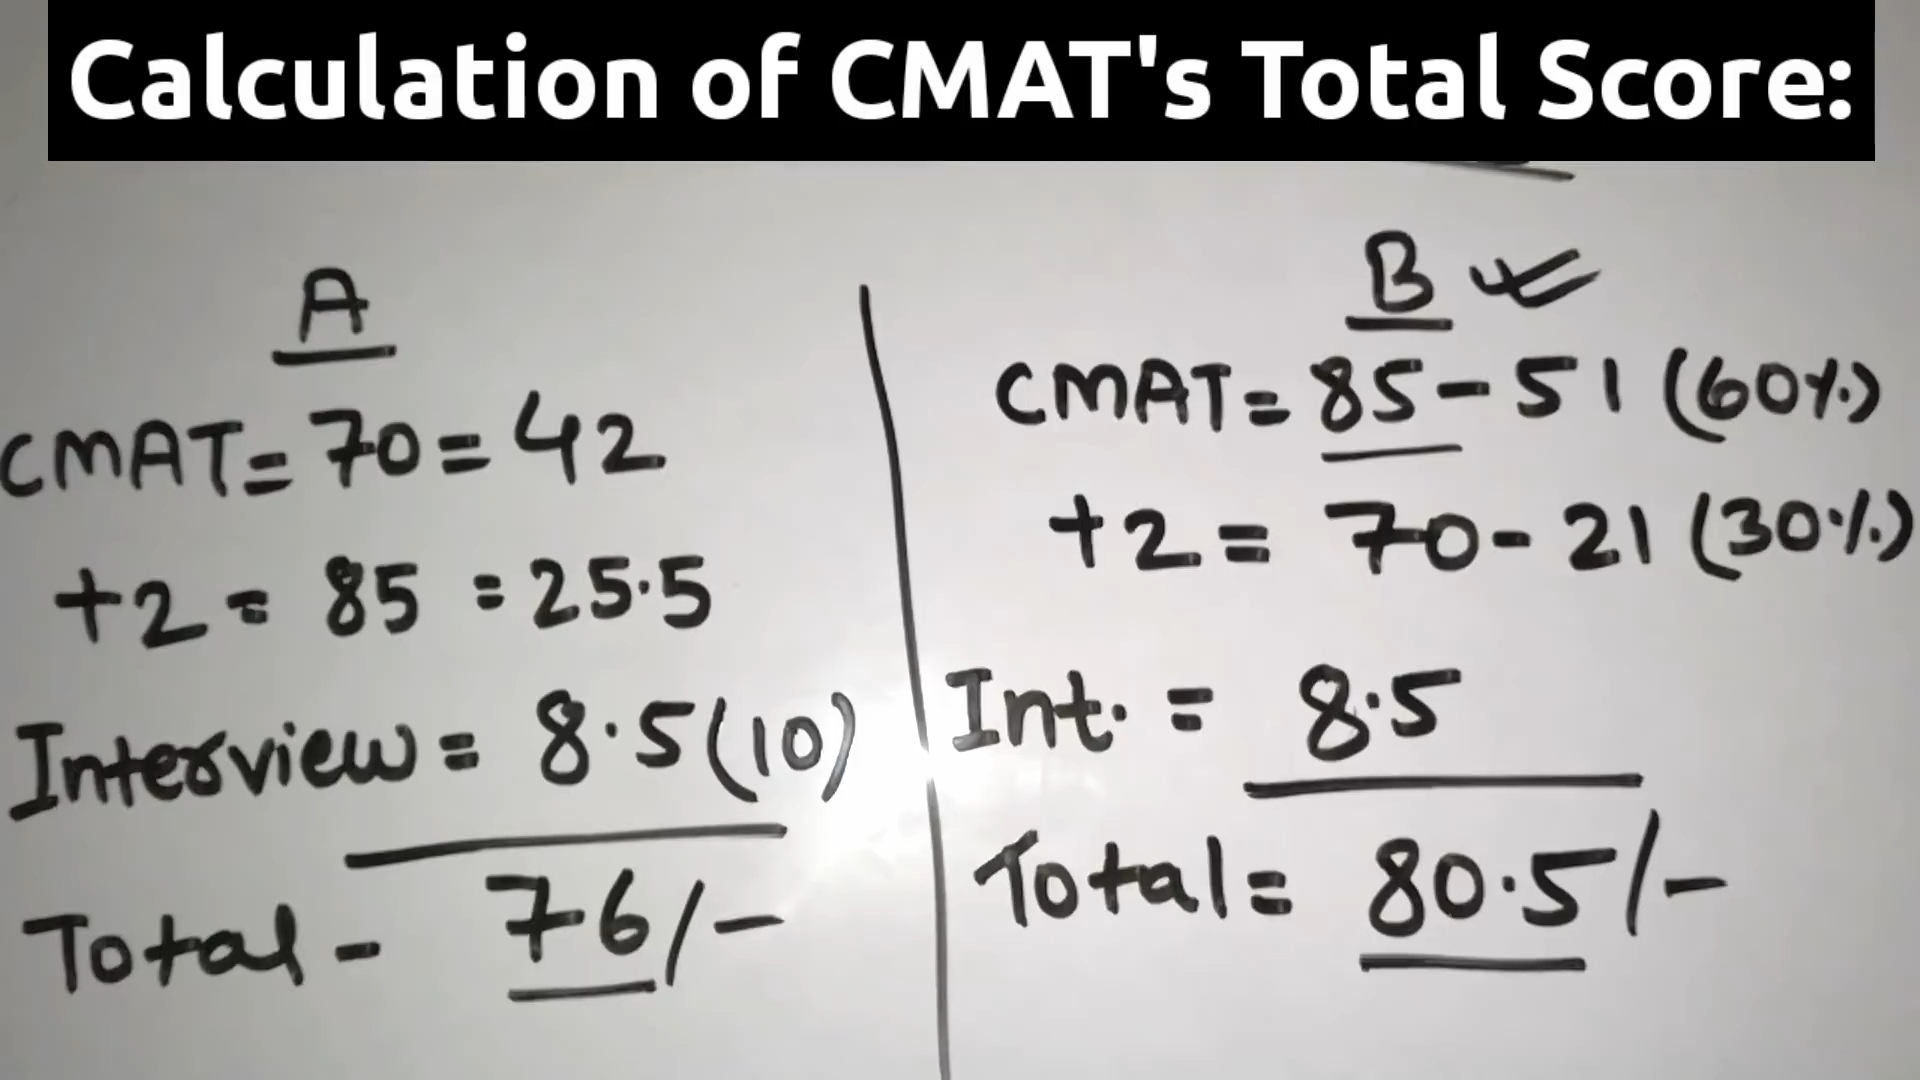 Calculation of CMAT's Total Score:
A
CMAT = 70 = 42
+2 = 85 = 25.5
Interview = 8.5 (10)
Total - 76/-
B
CMAT = 85 - 51 (60%)
+2 = 70 - 21 (30%)
Int. = 8.5
Total = 80.5/-